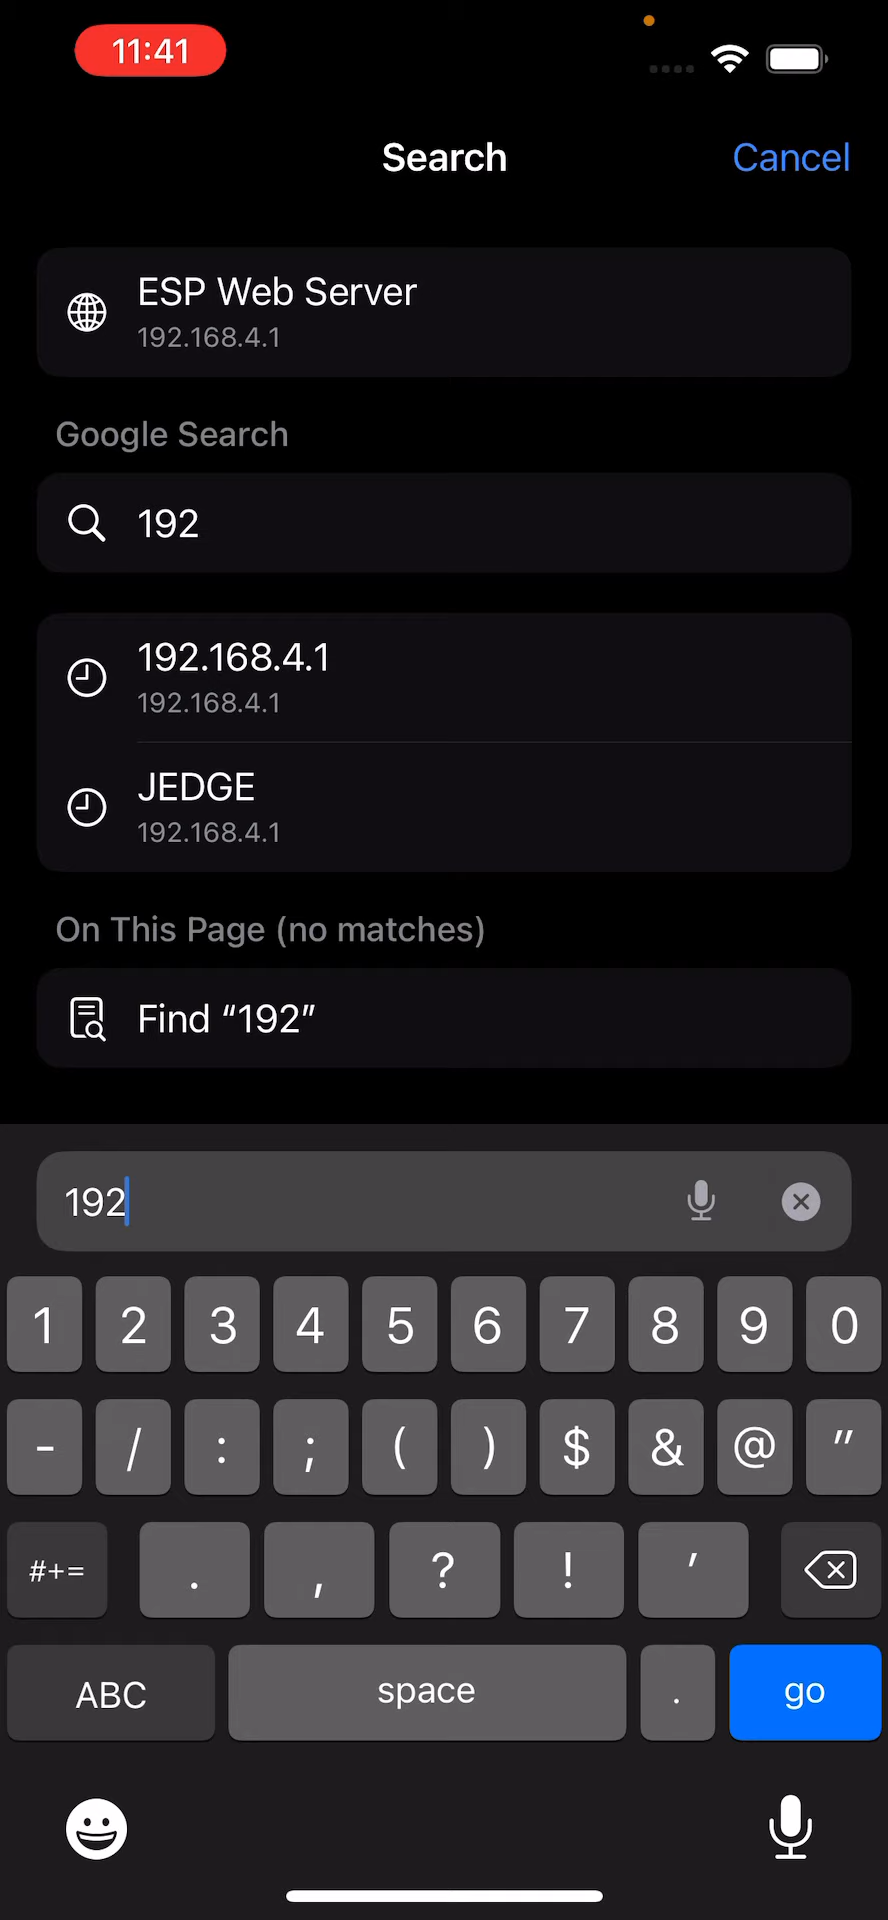 11:41
Search
Cancel
ESP Web Server
192.168.4.1
Google Search
192
192.168.4.1
192.168.4.1
JEDGE
192.168.4.1
On This Page (no matches)
Find “192”
192
1 2 3 4 5 6 7 8 9 0
- / : ; ( ) $ & @ "
#+= . , ? ! '
ABC space . go